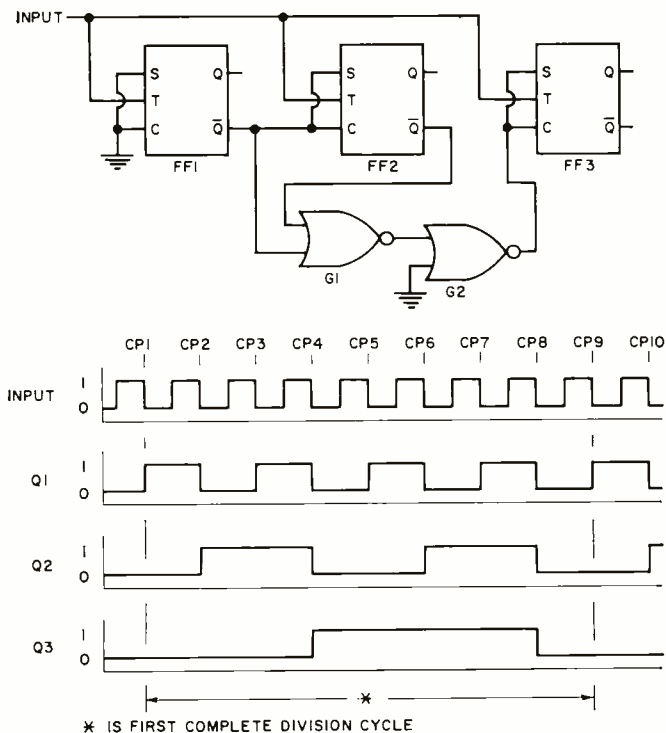 INPUT
S Q S Q S Q
T T T
C Q̅ C Q̅ C Q̅
FF1 FF2 FF3
G1 G2
CP1 CP2 CP3 CP4 CP5 CP6 CP7 CP8 CP9 CP10
INPUT 1
0
Q1 1
0
Q2 1
0
Q3 1
0
*
* IS FIRST COMPLETE DIVISION CYCLE